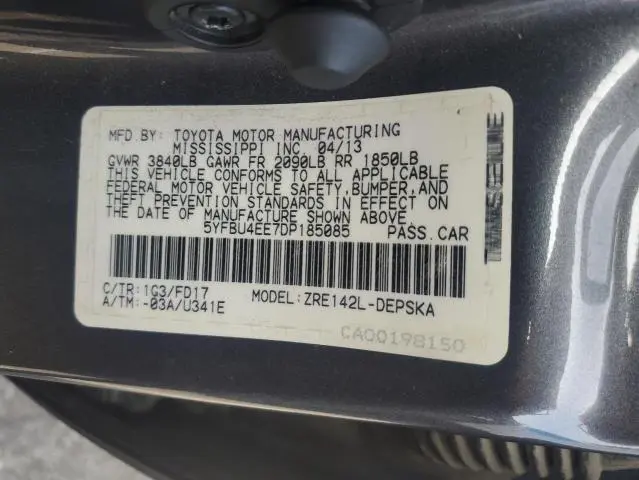 MFD.BY: TOYOTA MOTOR MANUFACTURING
MISSISSIPPI INC. 04/13
GVWR 3840LB GAWR FR 2090LB RR 1850LB
THIS VEHICLE CONFORMS TO ALL APPLICABLE
FEDERAL MOTOR VEHICLE SAFETY,BUMPER,AND
THEFT PREVENTION STANDARDS IN EFFECT ON
THE DATE OF MANUFACTURE SHOWN ABOVE.
5YFBU4EE7DP185085 PASS.CAR
C/TR:1G3/FD17 MODEL:ZRE142L-DEPSKA
A/TM:-03A/U341E
CA00198150